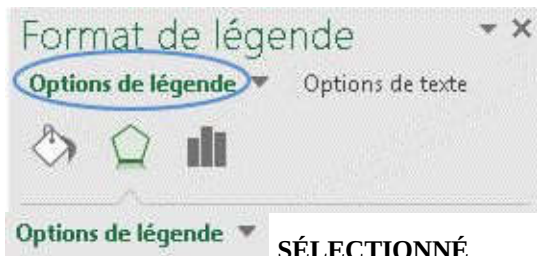 Format de légende
Options de légende Options de texte
Options de légende SÉLECTIONNÉ